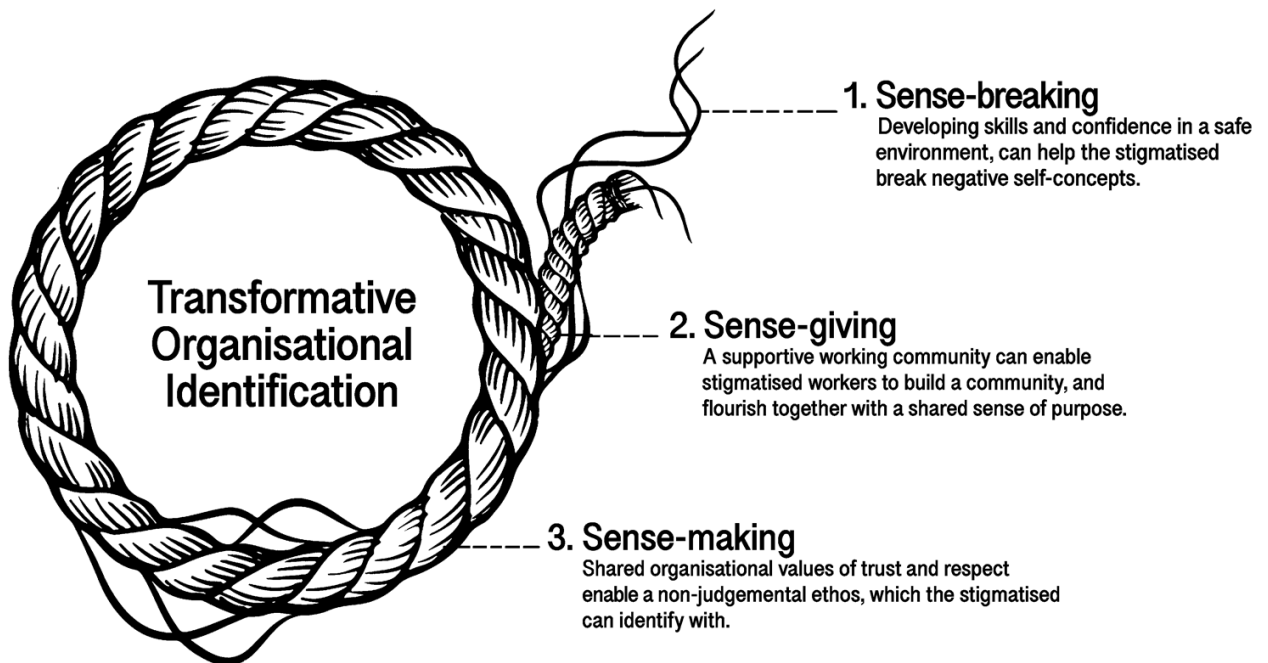 Transformative
Organisational
Identification
1. Sense-breaking
Developing skills and confidence in a safe
environment, can help the stigmatised
break negative self-concepts.
2. Sense-giving
A supportive working community can enable
stigmatised workers to build a community, and
flourish together with a shared sense of purpose.
3. Sense-making
Shared organisational values of trust and respect
enable a non-judgemental ethos, which the stigmatised
can identify with.